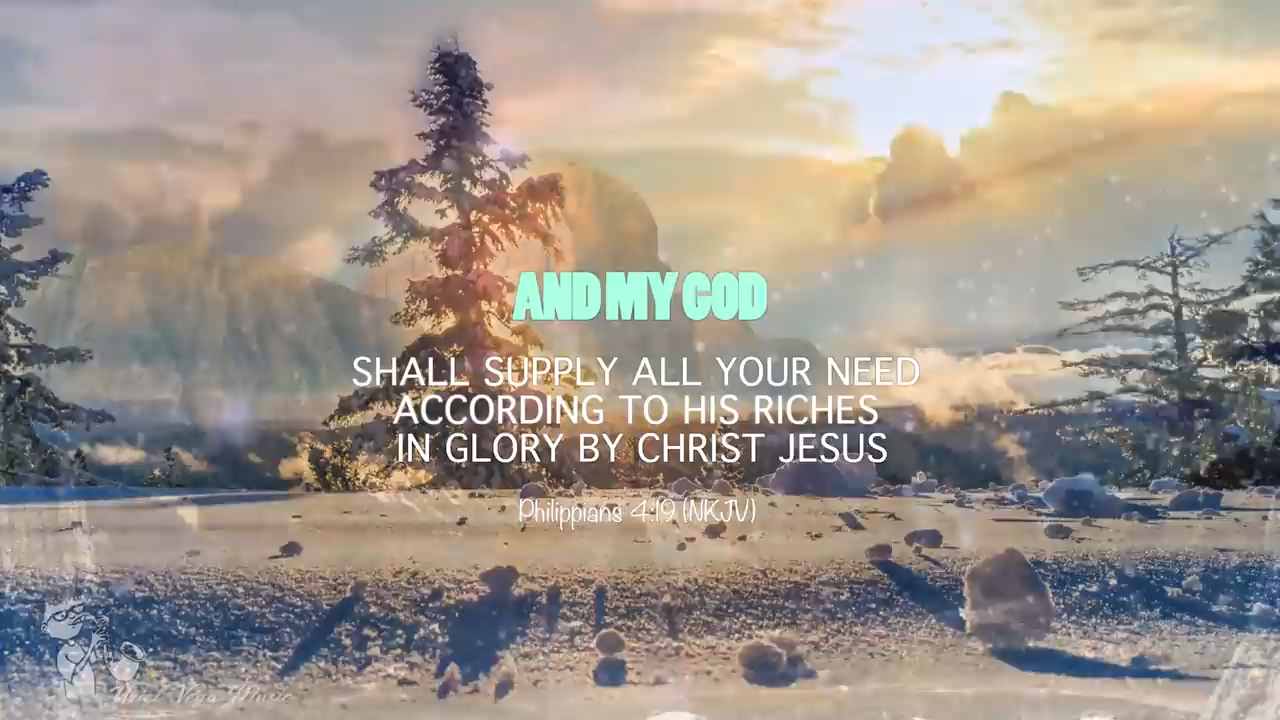 AND MY GOD
SHALL SUPPLY ALL YOUR NEED
ACCORDING TO HIS RICHES
IN GLORY BY CHRIST JESUS
Philippians 4:19 (NKJV)